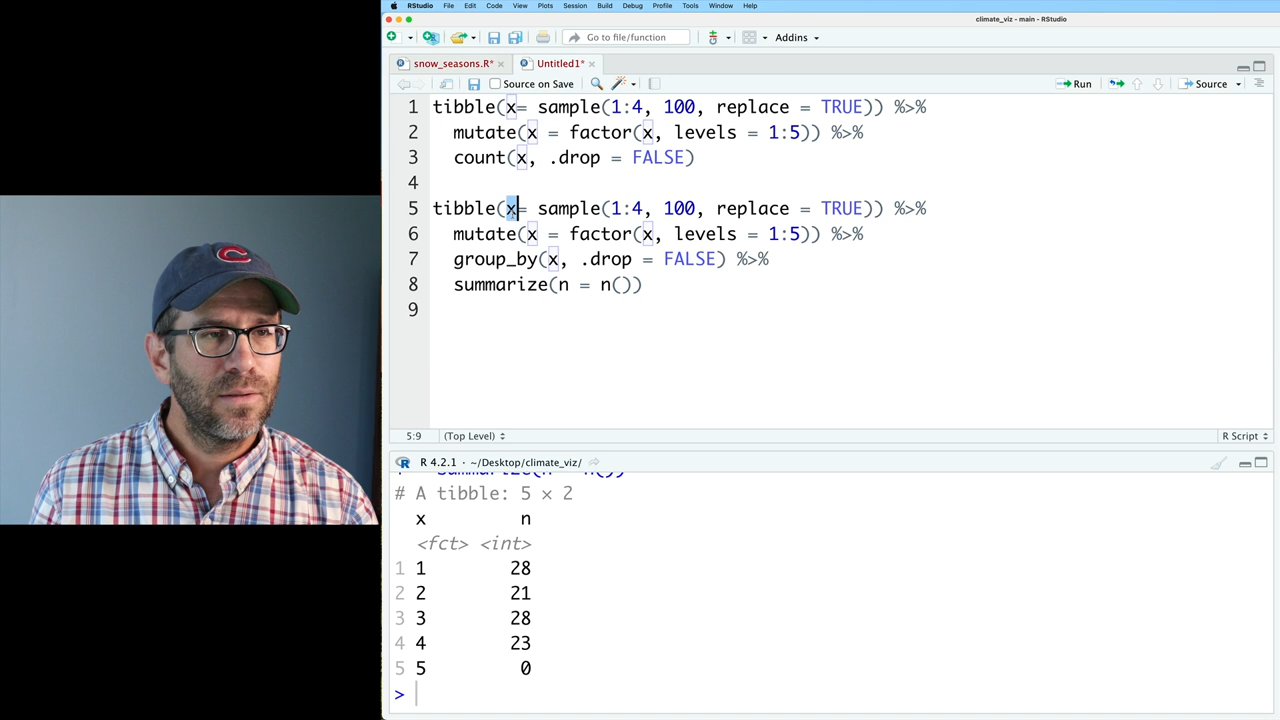 RStudio File Edit Code View Plots Session Build Debug Profile Tools Window Help
climate_viz - main - RStudio
Go to file/function Addins
snow_seasons.R* Untitled1*
Source on Save Run Source
1 tibble(x= sample(1:4, 100, replace = TRUE)) %>%
2 mutate(x = factor(x, levels = 1:5)) %>%
3 count(x, .drop = FALSE)
4
5 tibble(x= sample(1:4, 100, replace = TRUE)) %>%
6 mutate(x = factor(x, levels = 1:5)) %>%
7 group_by(x, .drop = FALSE) %>%
8 summarize(n = n())
9
C
5:9 (Top Level) R Script
R R 4.2.1 · ~/Desktop/climate_viz/
summarize(n = n())
# A tibble: 5 × 2
x n
<fct> <int>
1 1 28
2 2 21
3 3 28
4 4 23
5 5 0
>